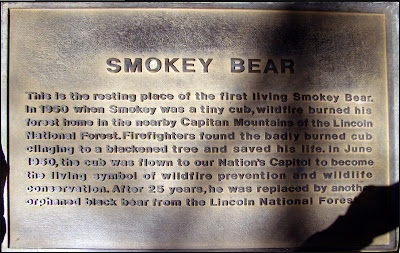 SMOKEY BEAR
This is the resting place of the first living Smokey Bear.
In 1950 when Smokey was a tiny cub, wildfire burned his
forest home in the nearby Capitan Mountains of the Lincoln
National Forest. Firefighters found the badly burned cub
clinging to a blackened tree and saved his life. In June
1950, the cub was flown to our Nation's Capitol to become
the living symbol of wildfire prevention and wildlife
conservation. After 25 years, he was replaced by another
orphaned black bear from the Lincoln National Forest